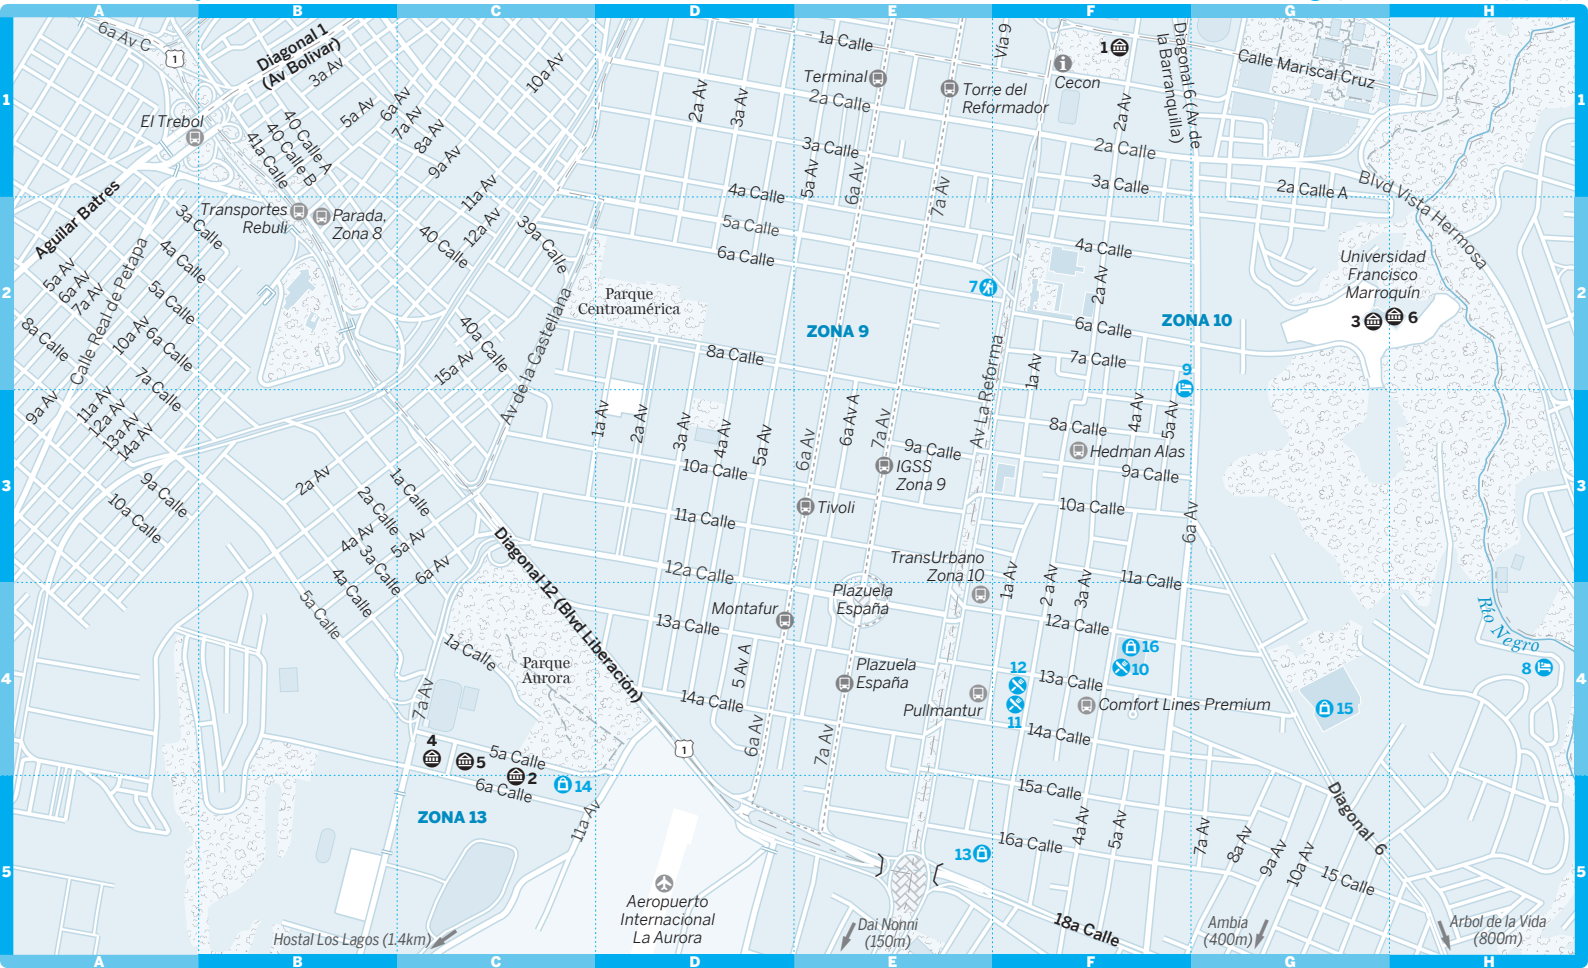 A B C D E F G H
6a Av C
1
Diagonal 1
(Av Bolívar)
3a Av
10a Av
5a Av
6a Av
7a Av
8a Av
9a Av
El Trebol
40 Calle A
40 Calle B
41a Calle
1
Aguilar Batres
Transportes
Rebuli
Parada,
Zona 8
11a Av
12a Av
39a Calle
40 Calle
1a Calle
Terminal
2a Calle
Torre del
Reformador
2a Av
3a Av
3a Calle
4a Calle
5a Av
6a Av
7a Av
5a Calle
6a Calle
Vía 9
1
Cecon
2a Av
Diagonal 6 (Av de
la Barranquilla)
Calle Mariscal Cruz
2a Calle
3a Calle
2a Calle A
Blvd Vista Hermosa
1
3a Calle
4a Calle
5a Calle
5a Av
6a Av
7a Av
Calle Real de Petapa
8a Calle
10a Av
6a Calle
7a Calle
9a Av
11a Av
12a Av
13a Av
14a Av
2
40a Calle
15a Av
Av de la Castellana
Parque
Centroamérica
8a Calle
ZONA 9
7
Av La Reforma
4a Calle
2a Av
6a Calle
ZONA 10
7a Calle
1a Av
9
Universidad
Francisco
Marroquín
3
6
2
9a Calle
10a Calle
2a Av
1a Calle
2a Calle
4a Av
3a Calle
5a Av
6a Av
4a Calle
5a Calle
3
1a Av
2a Av
3a Av
4a Av
5a Av
6a Av
6a Av A
7a Av
9a Calle
10a Calle
IGSS
Zona 9
Tivoli
11a Calle
12a Calle
Diagonal 12 (Blvd Liberación)
TransUrbano
Zona 10
4a Av
5a Av
8a Calle
Hedman Alas
9a Calle
10a Calle
6a Av
11a Calle
1a Av
2a Av
3a Av
3
Plazuela
España
Montafur
13a Calle
12a Calle
16
10
Río Negro
8
1a Calle
Parque
Aurora
7a Av
4
5 Av A
Plazuela
España
14a Calle
Pullmantur
12
11
13a Calle
Comfort Lines Premium
14a Calle
15
4
4
5
5a Calle
2
6a Calle
14
1
6a Av
7a Av
ZONA 13
11a Av
15a Calle
16a Calle
4a Av
5a Av
13
7a Av
8a Av
9a Av
10a Av
Diagonal 6
15 Calle
5
5
Aeropuerto
Internacional
La Aurora
18a Calle
Hostal Los Lagos (1.4km)
Dai Nonni
(150m)
Ambia
(400m)
Arbol de la Vida
(800m)
A B C D E F G H